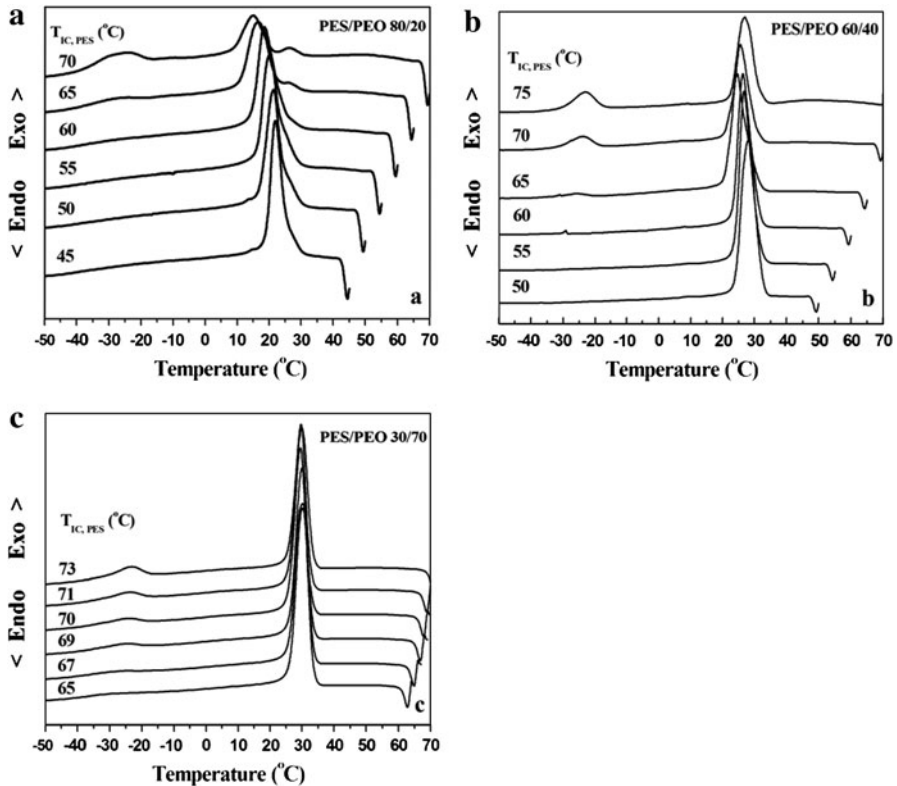 a
PES/PEO 80/20
T_IC, PES (°C)
70
65
60
55
50
45
< Endo Exo >
a
-50 -40 -30 -20 -10 0 10 20 30 40 50 60 70
Temperature (°C)
b
PES/PEO 60/40
T_IC, PES (°C)
75
70
65
60
55
50
< Endo Exo >
b
-50 -40 -30 -20 -10 0 10 20 30 40 50 60 70
Temperature (°C)
c
PES/PEO 30/70
T_IC, PES (°C)
73
71
70
69
67
65
< Endo Exo >
c
-50 -40 -30 -20 -10 0 10 20 30 40 50 60 70
Temperature (°C)